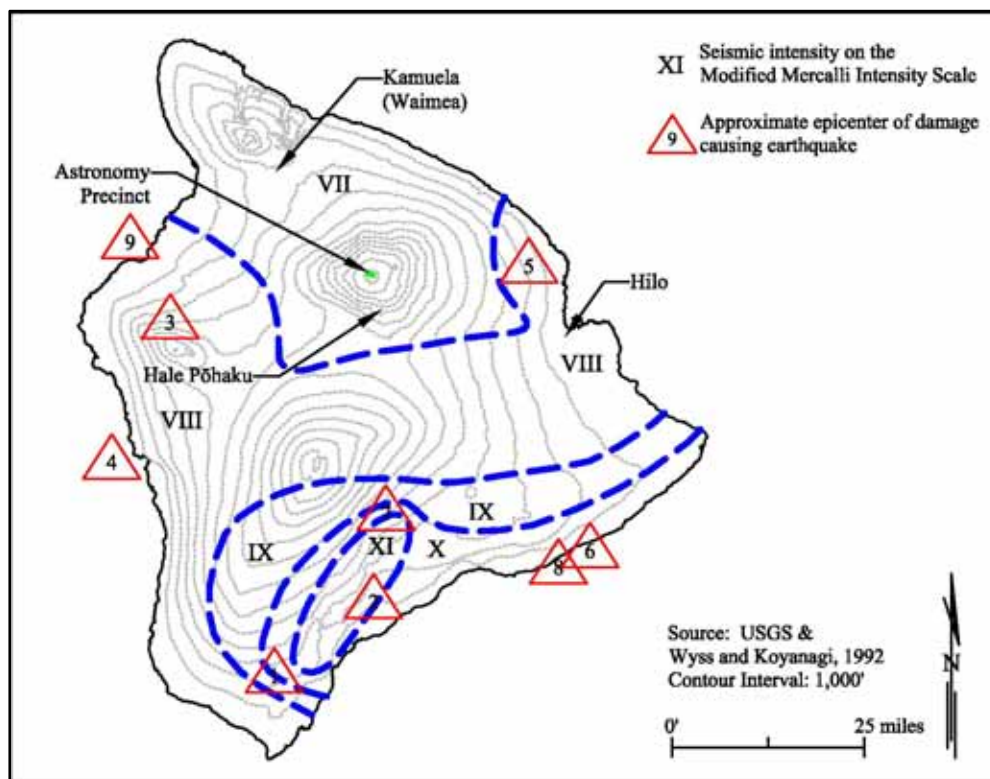 XI
Seismic intensity on the
Modified Mercalli Intensity Scale
9
Approximate epicenter of damage
causing earthquake
Kamuela
(Waimea)
Astronomy
Precinct
VII
9
5
Hilo
3
Hale Pōhaku
VIII
VIII
4
IX
IX
XI
X
6
8
2
1
Source: USGS &
Wyss and Koyanagi, 1992
Contour Interval: 1,000'
N
0'
25 miles